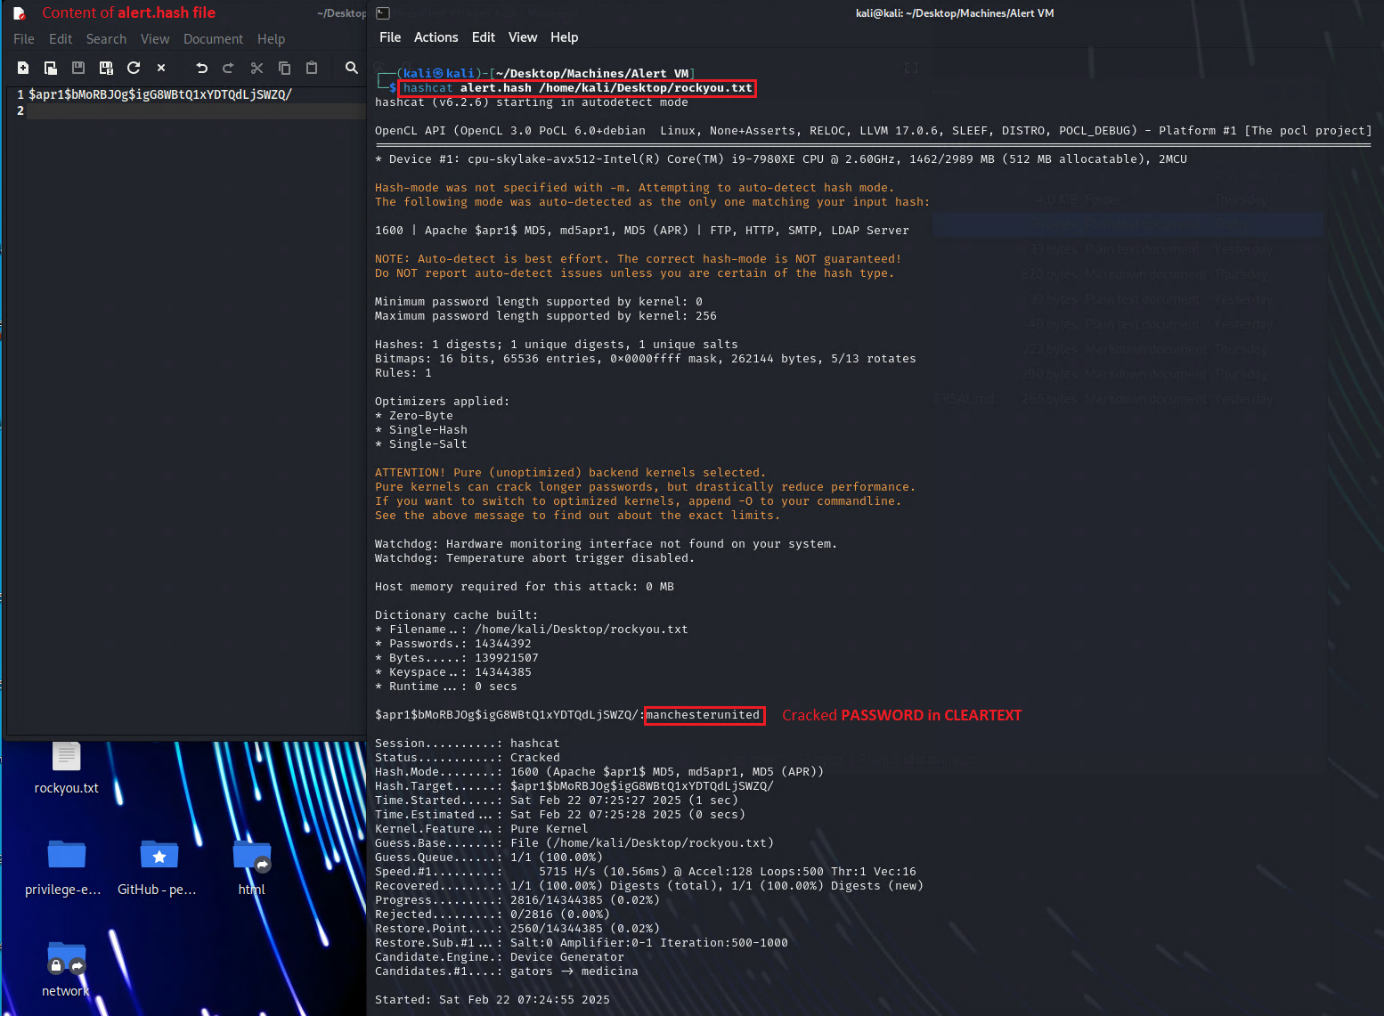 Content of alert.hash file
~/Desktop
File Edit Search View Document Help
1 $apr1$bMoRBJOg$igG8WBtQ1xYDTQdLjSWZQ/
2
rockyou.txt
privilege-e...
GitHub - pe...
html
network
kali@kali: ~/Desktop/Machines/Alert VM
File Actions Edit View Help
┌──(kali㉿kali)-[~/Desktop/Machines/Alert VM]
└─$ hashcat alert.hash /home/kali/Desktop/rockyou.txt
hashcat (v6.2.6) starting in autodetect mode
OpenCL API (OpenCL 3.0 PoCL 6.0+debian  Linux, None+Asserts, RELOC, LLVM 17.0.6, SLEEF, DISTRO, POCL_DEBUG) - Platform #1 [The pocl project]
* Device #1: cpu-skylake-avx512-Intel(R) Core(TM) i9-7980XE CPU @ 2.60GHz, 1462/2989 MB (512 MB allocatable), 2MCU
Hash-mode was not specified with -m. Attempting to auto-detect hash mode.
The following mode was auto-detected as the only one matching your input hash:
1600 | Apache $apr1$ MD5, md5apr1, MD5 (APR) | FTP, HTTP, SMTP, LDAP Server
NOTE: Auto-detect is best effort. The correct hash-mode is NOT guaranteed!
Do NOT report auto-detect issues unless you are certain of the hash type.
Minimum password length supported by kernel: 0
Maximum password length supported by kernel: 256
Hashes: 1 digests; 1 unique digests, 1 unique salts
Bitmaps: 16 bits, 65536 entries, 0×0000ffff mask, 262144 bytes, 5/13 rotates
Rules: 1
Optimizers applied:
* Zero-Byte
* Single-Hash
* Single-Salt
ATTENTION! Pure (unoptimized) backend kernels selected.
Pure kernels can crack longer passwords, but drastically reduce performance.
If you want to switch to optimized kernels, append -O to your commandline.
See the above message to find out about the exact limits.
Watchdog: Hardware monitoring interface not found on your system.
Watchdog: Temperature abort trigger disabled.
Host memory required for this attack: 0 MB
Dictionary cache built:
* Filename..: /home/kali/Desktop/rockyou.txt
* Passwords.: 14344392
* Bytes.....: 139921507
* Keyspace..: 14344385
* Runtime...: 0 secs
$apr1$bMoRBJOg$igG8WBtQ1xYDTQdLjSWZQ/:manchesterunited Cracked PASSWORD in CLEARTEXT
Session..........: hashcat
Status...........: Cracked
Hash.Mode........: 1600 (Apache $apr1$ MD5, md5apr1, MD5 (APR))
Hash.Target......: $apr1$bMoRBJOg$igG8WBtQ1xYDTQdLjSWZQ/
Time.Started.....: Sat Feb 22 07:25:27 2025 (1 sec)
Time.Estimated...: Sat Feb 22 07:25:28 2025 (0 secs)
Kernel.Feature...: Pure Kernel
Guess.Base.......: File (/home/kali/Desktop/rockyou.txt)
Guess.Queue......: 1/1 (100.00%)
Speed.#1.........:     5715 H/s (10.56ms) @ Accel:128 Loops:500 Thr:1 Vec:16
Recovered........: 1/1 (100.00%) Digests (total), 1/1 (100.00%) Digests (new)
Progress.........: 2816/14344385 (0.02%)
Rejected.........: 0/2816 (0.00%)
Restore.Point....: 2560/14344385 (0.02%)
Restore.Sub.#1...: Salt:0 Amplifier:0-1 Iteration:500-1000
Candidate.Engine.: Device Generator
Candidates.#1....: gators → medicina
Started: Sat Feb 22 07:24:55 2025